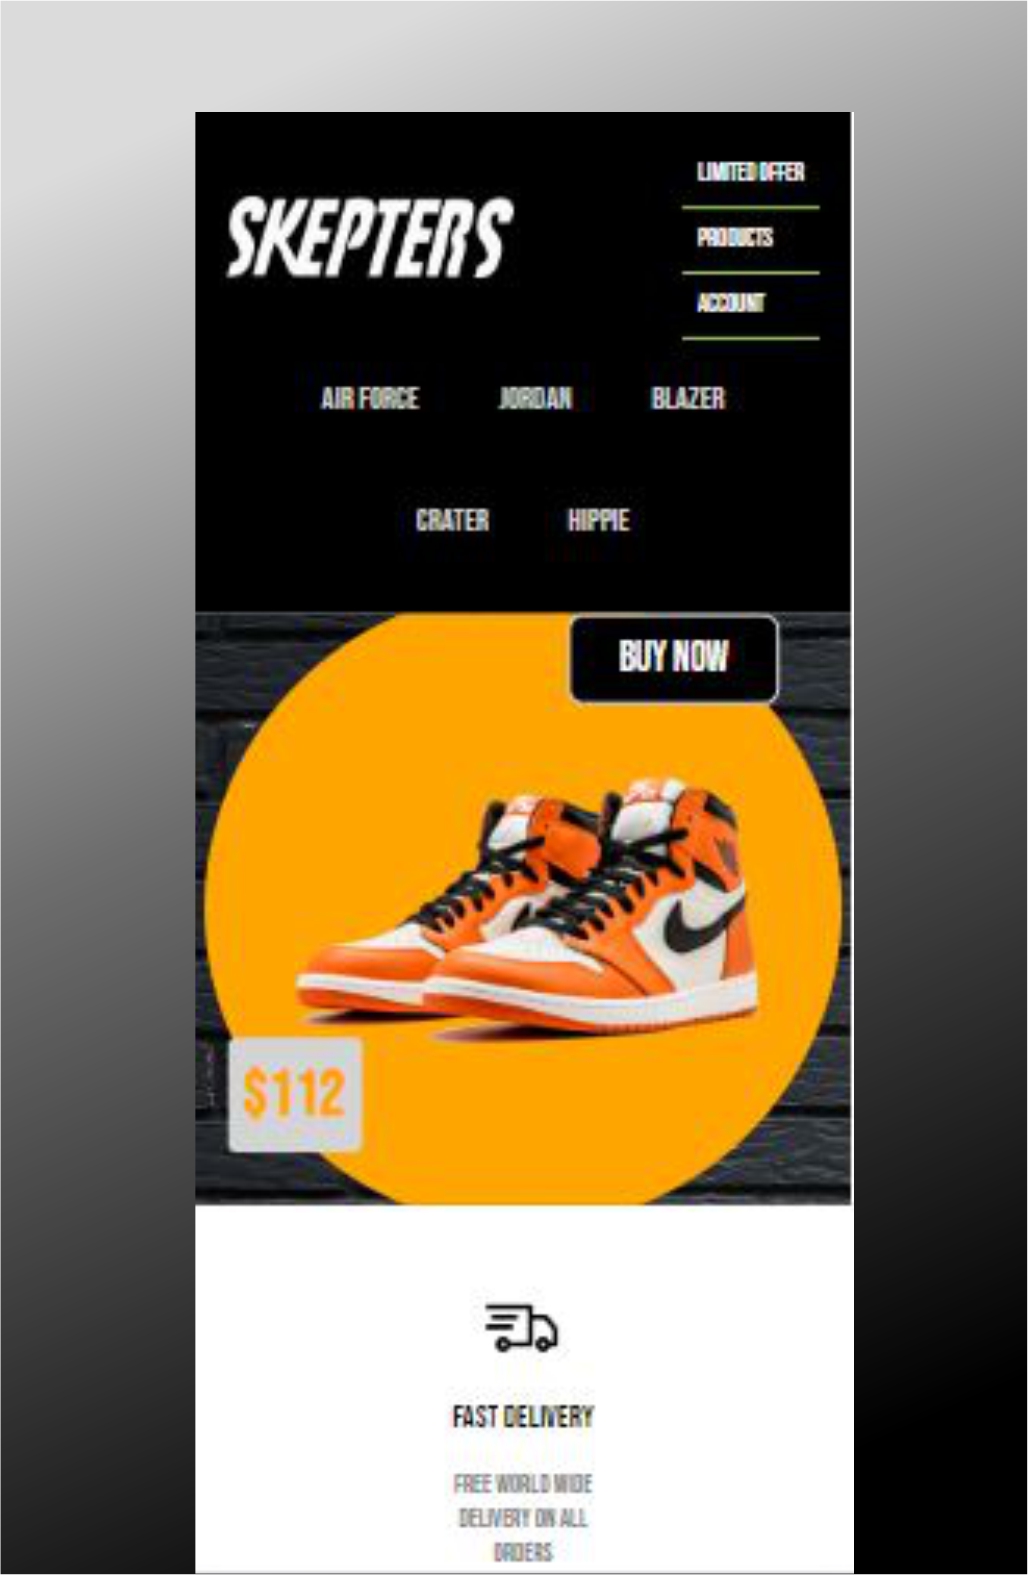 LIMITED OFFER
SKEPTERS
PRODUCTS
ACCOUNT
AIR FORCE JORDAN BLAZER
CRATER HIPPIE
BUY NOW
$112
FAST DELIVERY
FREE WORLD WIDE
DELIVERY ON ALL
ORDERS